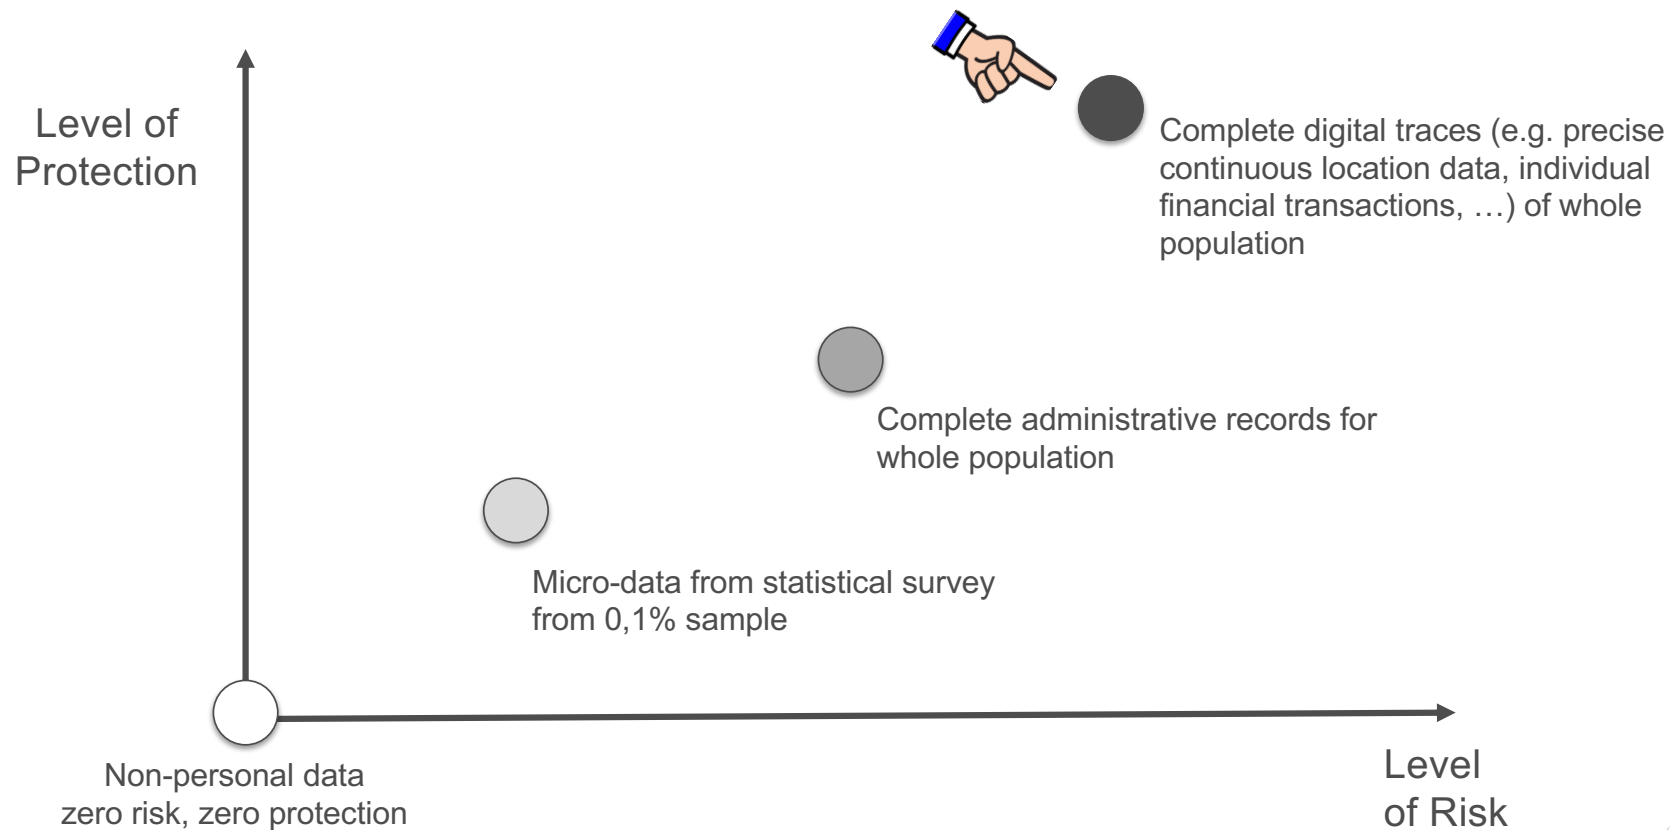 Level of
Protection
Complete digital traces (e.g. precise
continuous location data, individual
financial transactions, …) of whole
population
Complete administrative records for
whole population
Micro-data from statistical survey
from 0,1% sample
Non-personal data
zero risk, zero protection
Level
of Risk